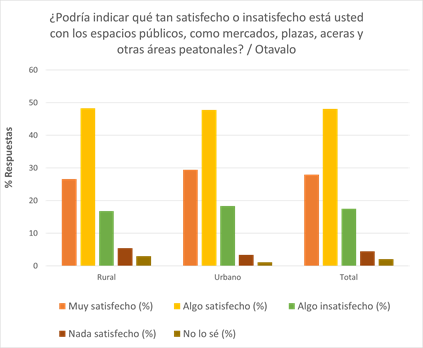 ¿Podría indicar qué tan satisfecho o insatisfecho está usted
con los espacios públicos, como mercados, plazas, aceras y
otras áreas peatonales? / Otavalo
% Respuestas
60
50
40
30
20
10
0
Rural
Urbano
Total
Muy satisfecho (%)
Algo satisfecho (%)
Algo insatisfecho (%)
Nada satisfecho (%)
No lo sé (%)